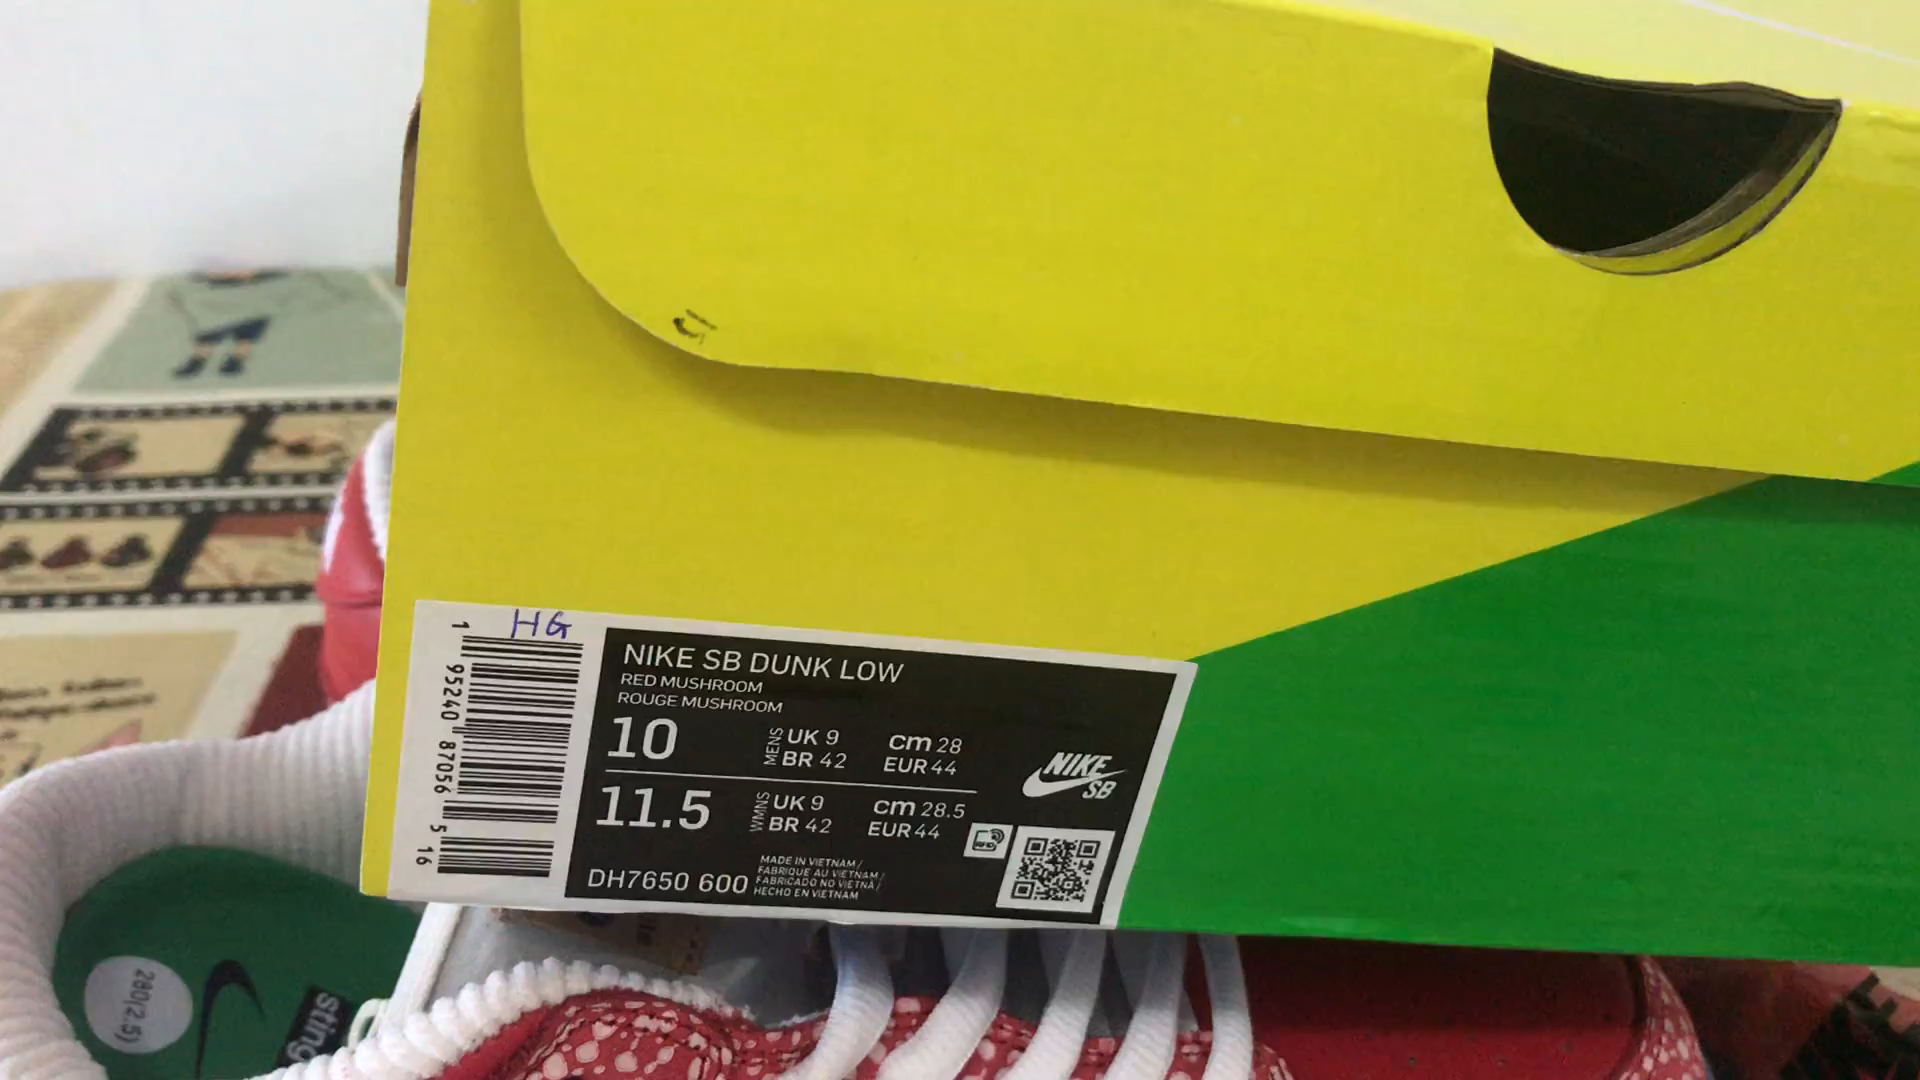 HG
1 95240 87056 5 16
NIKE SB DUNK LOW
RED MUSHROOM
ROUGE MUSHROOM
10 MENS UK 9 cm 28
BR 42 EUR 44
11.5 WMNS UK 9 cm 28.5
BR 42 EUR 44
NIKE
SB
RFID
DH7650 600
MADE IN VIETNAM /
FABRIQUE AU VIETNAM /
FABRICADO NO VIETNÃ /
HECHO EN VIETNAM
280(2.5)